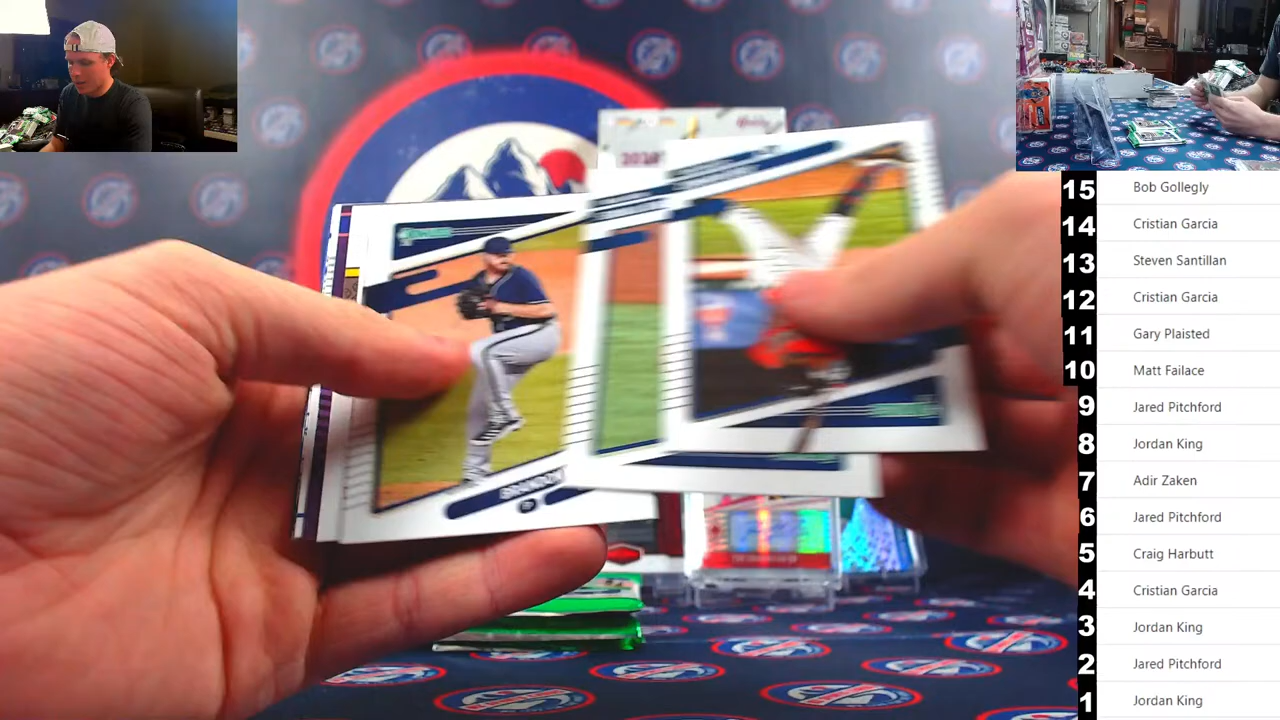 15 Bob Gollegly
14 Cristian Garcia
13 Steven Santillan
12 Cristian Garcia
11 Gary Plaisted
10 Matt Failace
9 Jared Pitchford
8 Jordan King
7 Adir Zaken
6 Jared Pitchford
5 Craig Harbutt
4 Cristian Garcia
3 Jordan King
2 Jared Pitchford
1 Jordan King
BRANDON